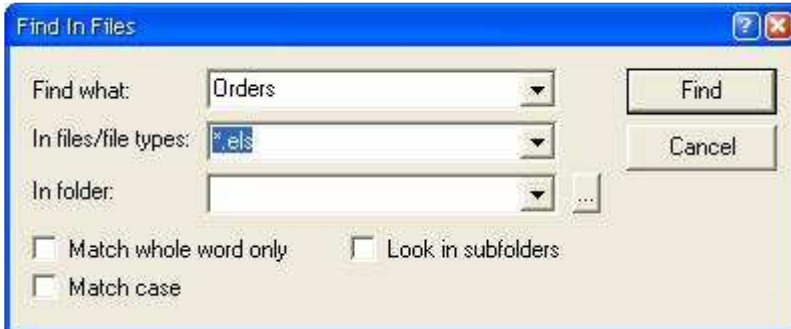 Find In Files
Find what: Orders Find
In files/file types: *.els Cancel
In folder: ...
Match whole word only Look in subfolders
Match case